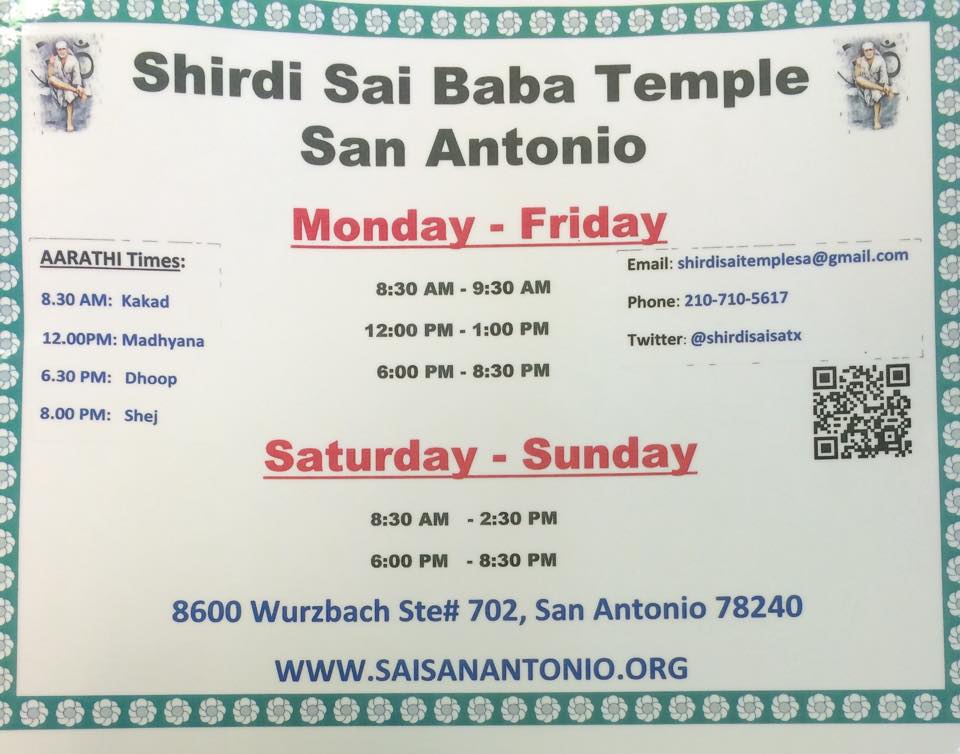 Shirdi Sai Baba Temple
San Antonio
Monday - Friday
AARATHI Times:
8.30 AM: Kakad
12.00PM: Madhyana
6.30 PM: Dhoop
8.00 PM: Shej
8:30 AM - 9:30 AM
12:00 PM - 1:00 PM
6:00 PM - 8:30 PM
Email: shirdisaitemplesa@gmail.com
Phone: 210-710-5617
Twitter: @shirdisaisatx
Saturday - Sunday
8:30 AM - 2:30 PM
6:00 PM - 8:30 PM
8600 Wurzbach Ste# 702, San Antonio 78240
WWW.SAISANANTONIO.ORG